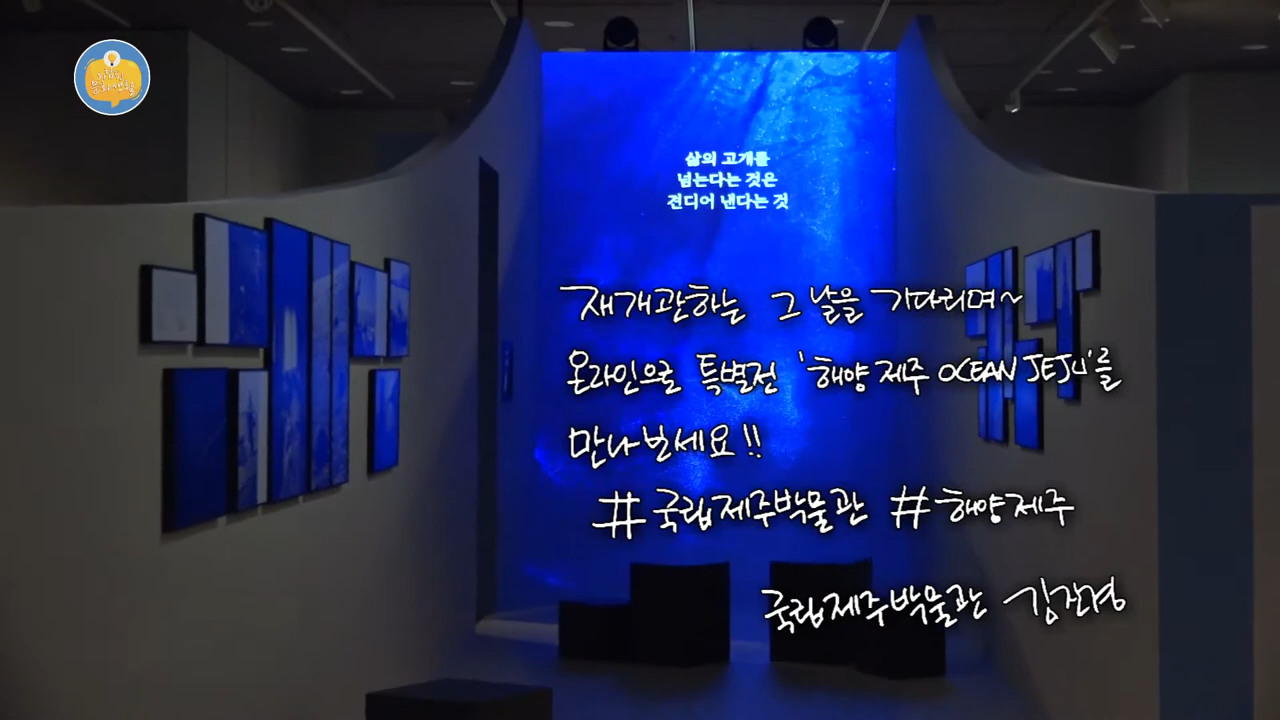 삶의 고개를
넘는다는 것은
견디어 낸다는 것
재개관하는 그 날을 기다리며~
온라인으로 특별전 '해양 제주 OCEAN JEJU'를
만나보세요!!
#국립제주박물관 #해양제주
국립제주박물관 김진경